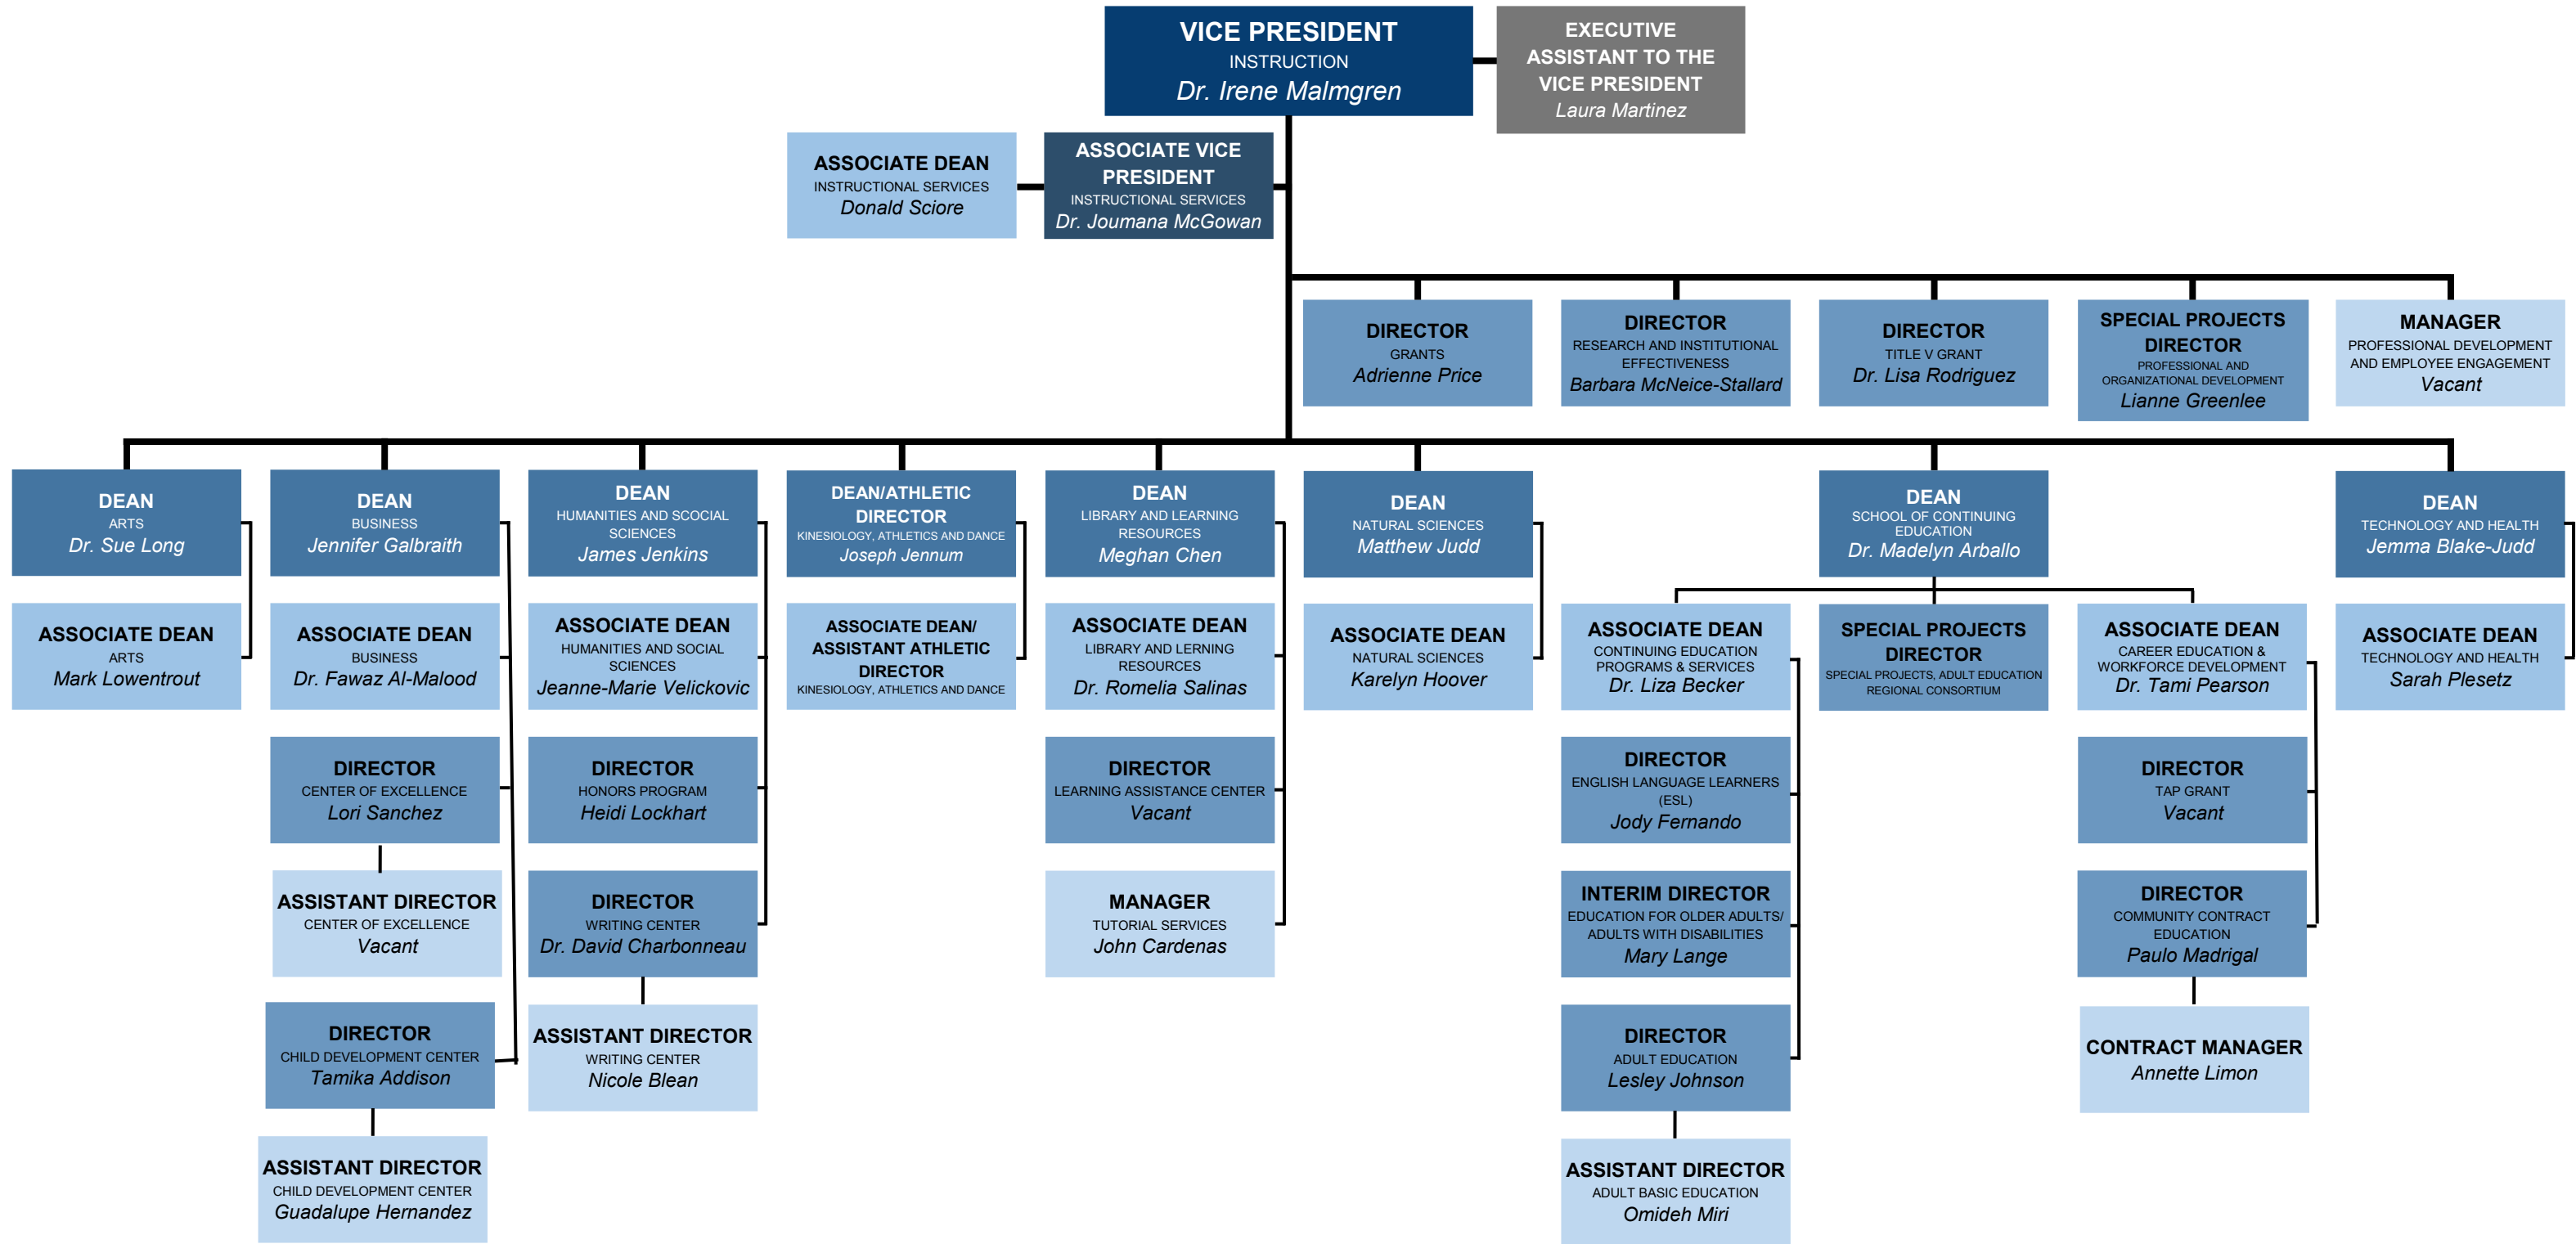 VICE PRESIDENT
INSTRUCTION
Dr. Irene Malmgren
EXECUTIVE
ASSISTANT TO THE
VICE PRESIDENT
Laura Martinez
ASSOCIATE DEAN
INSTRUCTIONAL SERVICES
Donald Sciore
ASSOCIATE VICE
PRESIDENT
INSTRUCTIONAL SERVICES
Dr. Joumana McGowan
DIRECTOR
GRANTS
Adrienne Price
DIRECTOR
RESEARCH AND INSTITUTIONAL
EFFECTIVENESS
Barbara McNeice-Stallard
DIRECTOR
TITLE V GRANT
Dr. Lisa Rodriguez
SPECIAL PROJECTS
DIRECTOR
PROFESSIONAL AND
ORGANIZATIONAL DEVELOPMENT
Lianne Greenlee
MANAGER
PROFESSIONAL DEVELOPMENT
AND EMPLOYEE ENGAGEMENT
Vacant
DEAN
ARTS
Dr. Sue Long
DEAN
BUSINESS
Jennifer Galbraith
DEAN
HUMANITIES AND SCOCIAL
SCIENCES
James Jenkins
DEAN/ATHLETIC
DIRECTOR
KINESIOLOGY, ATHLETICS AND DANCE
Joseph Jennum
DEAN
LIBRARY AND LEARNING
RESOURCES
Meghan Chen
DEAN
NATURAL SCIENCES
Matthew Judd
DEAN
SCHOOL OF CONTINUING
EDUCATION
Dr. Madelyn Arballo
DEAN
TECHNOLOGY AND HEALTH
Jemma Blake-Judd
ASSOCIATE DEAN
ARTS
Mark Lowentrout
ASSOCIATE DEAN
BUSINESS
Dr. Fawaz Al-Malood
ASSOCIATE DEAN
HUMANITIES AND SOCIAL
SCIENCES
Jeanne-Marie Velickovic
ASSOCIATE DEAN/
ASSISTANT ATHLETIC
DIRECTOR
KINESIOLOGY, ATHLETICS AND DANCE
ASSOCIATE DEAN
LIBRARY AND LERNING
RESOURCES
Dr. Romelia Salinas
ASSOCIATE DEAN
NATURAL SCIENCES
Karelyn Hoover
ASSOCIATE DEAN
CONTINUING EDUCATION
PROGRAMS & SERVICES
Dr. Liza Becker
SPECIAL PROJECTS
DIRECTOR
SPECIAL PROJECTS, ADULT EDUCATION
REGIONAL CONSORTIUM
ASSOCIATE DEAN
CAREER EDUCATION &
WORKFORCE DEVELOPMENT
Dr. Tami Pearson
ASSOCIATE DEAN
TECHNOLOGY AND HEALTH
Sarah Plesetz
DIRECTOR
CENTER OF EXCELLENCE
Lori Sanchez
DIRECTOR
HONORS PROGRAM
Heidi Lockhart
DIRECTOR
LEARNING ASSISTANCE CENTER
Vacant
DIRECTOR
ENGLISH LANGUAGE LEARNERS
(ESL)
Jody Fernando
DIRECTOR
TAP GRANT
Vacant
ASSISTANT DIRECTOR
CENTER OF EXCELLENCE
Vacant
DIRECTOR
WRITING CENTER
Dr. David Charbonneau
MANAGER
TUTORIAL SERVICES
John Cardenas
INTERIM DIRECTOR
EDUCATION FOR OLDER ADULTS/
ADULTS WITH DISABILITIES
Mary Lange
DIRECTOR
COMMUNITY CONTRACT
EDUCATION
Paulo Madrigal
DIRECTOR
CHILD DEVELOPMENT CENTER
Tamika Addison
ASSISTANT DIRECTOR
WRITING CENTER
Nicole Blean
DIRECTOR
ADULT EDUCATION
Lesley Johnson
CONTRACT MANAGER
Annette Limon
ASSISTANT DIRECTOR
CHILD DEVELOPMENT CENTER
Guadalupe Hernandez
ASSISTANT DIRECTOR
ADULT BASIC EDUCATION
Omideh Miri